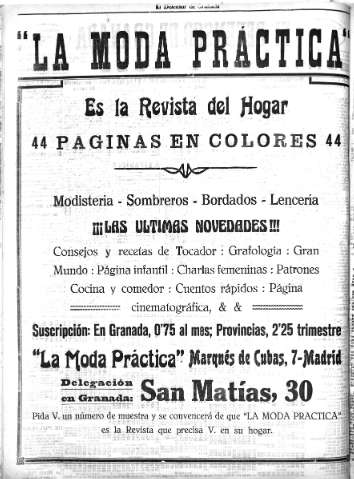 "LA MODA PRÁCTICA"
Es la Revista del Hogar
44 PAGINAS EN COLORES 44
Modisteria - Sombreros - Bordados - Lencería
¡¡¡LAS ULTIMAS NOVEDADES!!!
Consejos y recetas de Tocador : Grafología : Gran
Mundo : Página infantil : Charlas femeninas : Patrones
Cocina y comedor : Cuentos rápidos : Página
cinematográfica, & &
Suscripción: En Granada, 0'75 al mes; Provincias, 2'25 trimestre
"La Moda Práctica" Marqués de Cubas, 7-Madrid
Delegación en Granada: San Matías, 30
Pida V. un número de muestra y se convencerá de que "LA MODA PRACTICA"
es la Revista que precisa V. en su hogar.